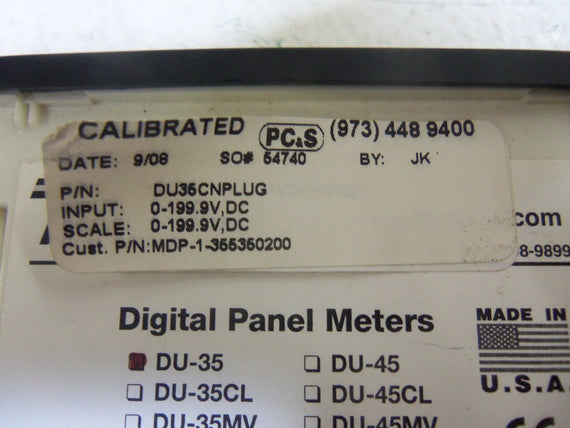 CALIBRATED PC&S (973) 448 9400
DATE: 9/08 SO# 54740 BY: JK
P/N: DU35CNPLUG
INPUT: 0-199.9V,DC
SCALE: 0-199.9V,DC
Cust. P/N:MDP-1-355350200
.com
8-9899
Digital Panel Meters
MADE IN
U.S.A.
DU-35 DU-45
DU-35CL DU-45CL
DU-35MV DU-45MV
CE